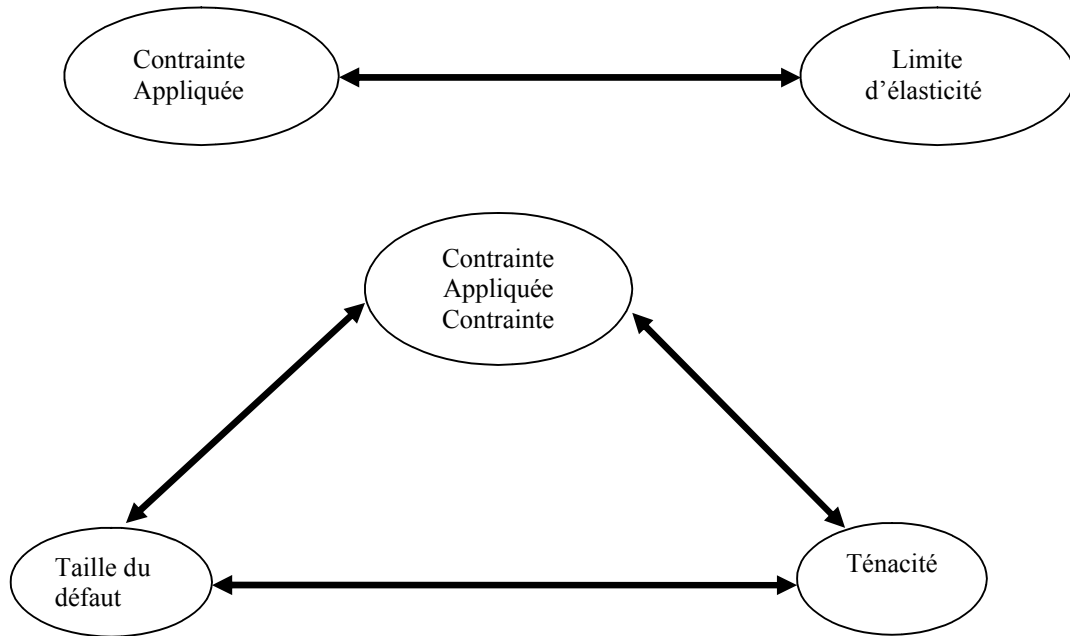 Contrainte
Appliquée
Limite
d’élasticité
Contrainte
Appliquée
Contrainte
Taille du
défaut
Ténacité